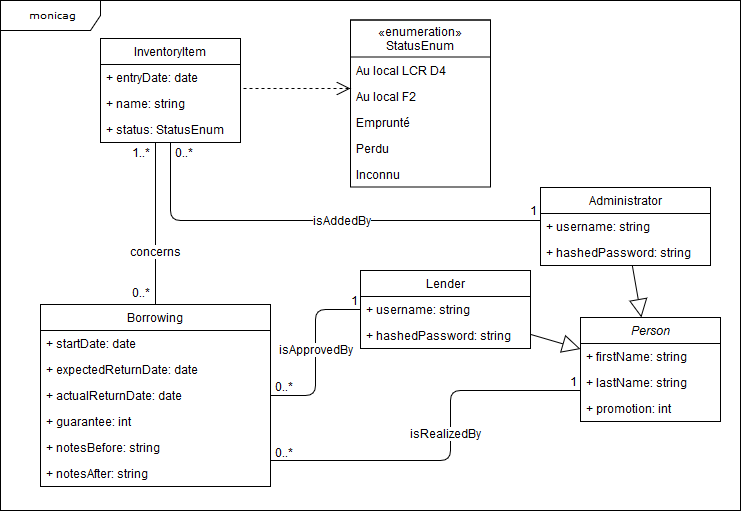 monicag
InventoryItem
+ entryDate: date
+ name: string
+ status: StatusEnum
«enumeration»
StatusEnum
Au local LCR D4
Au local F2
Emprunté
Perdu
Inconnu
1..*
0..*
isAddedBy
1
Administrator
+ username: string
+ hashedPassword: string
concerns
0..*
Borrowing
+ startDate: date
+ expectedReturnDate: date
+ actualReturnDate: date
+ guarantee: int
+ notesBefore: string
+ notesAfter: string
Lender
+ username: string
+ hashedPassword: string
1
isApprovedBy
0..*
Person
+ firstName: string
+ lastName: string
+ promotion: int
1
isRealizedBy
0..*